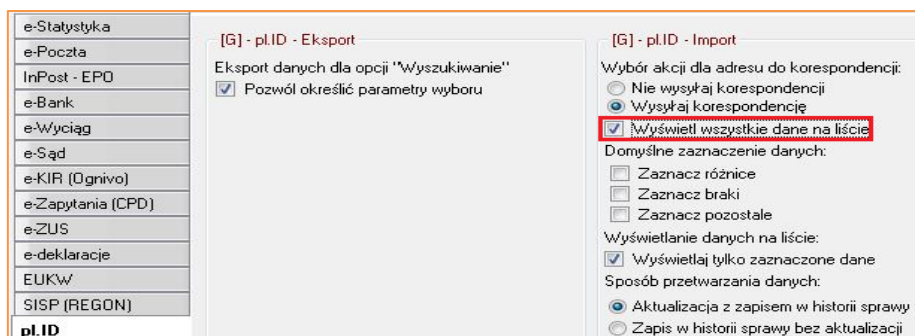 e-Statystyka
e-Poczta
InPost - EPO
e-Bank
e-Wyciąg
e-Sąd
e-KIR (Ognivo)
e-Zapytania (CPD)
e-ZUS
e-deklaracje
EUKW
SISP (REGON)
pl.ID
[G] - pl.ID - Eksport
Eksport danych dla opcji "Wyszukiwanie"
Pozwól określić parametry wyboru
[G] - pl.ID - Import
Wybór akcji dla adresu do korespondencji:
Nie wysyłaj korespondencji
Wysyłaj korespondencję
Wyświetl wszystkie dane na liście
Domyślne zaznaczenie danych:
Zaznacz różnice
Zaznacz braki
Zaznacz pozostałe
Wyświetlanie danych na liście:
Wyświetlaj tylko zaznaczone dane
Sposób przetwarzania danych:
Aktualizacja z zapisem w historii sprawy
Zapis w historii sprawy bez aktualizacji